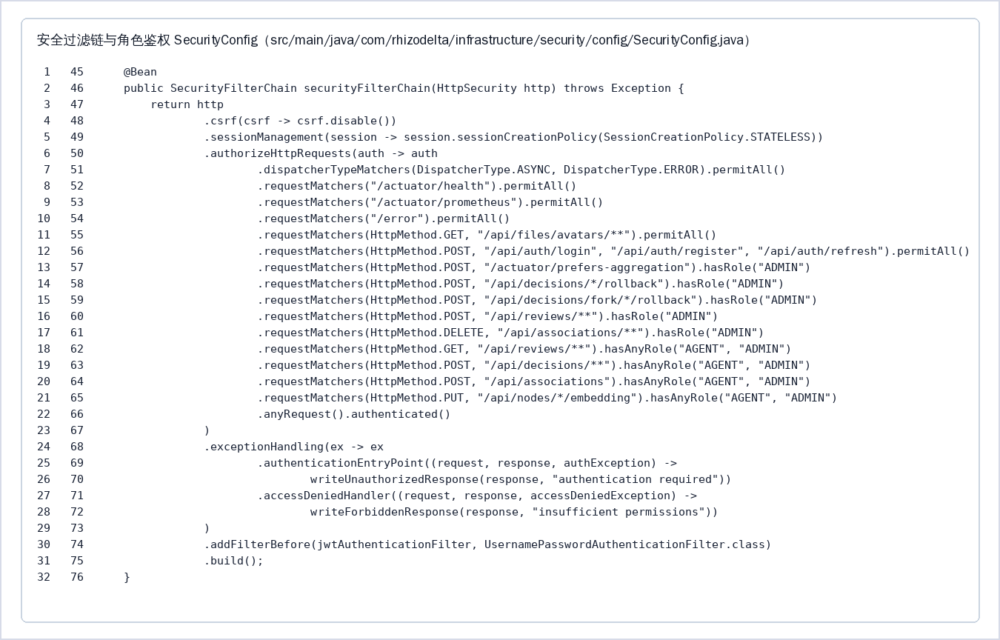 安全过滤链与角色鉴权 SecurityConfig（src/main/java/com/rhizodelta/infrastructure/security/config/SecurityConfig.java）
1   45      @Bean
2   46      public SecurityFilterChain securityFilterChain(HttpSecurity http) throws Exception {
3   47          return http
4   48                  .csrf(csrf -> csrf.disable())
5   49                  .sessionManagement(session -> session.sessionCreationPolicy(SessionCreationPolicy.STATELESS))
6   50                  .authorizeHttpRequests(auth -> auth
7   51                          .dispatcherTypeMatchers(DispatcherType.ASYNC, DispatcherType.ERROR).permitAll()
8   52                          .requestMatchers("/actuator/health").permitAll()
9   53                          .requestMatchers("/actuator/prometheus").permitAll()
10   54                          .requestMatchers("/error").permitAll()
11   55                          .requestMatchers(HttpMethod.GET, "/api/files/avatars/**").permitAll()
12   56                          .requestMatchers(HttpMethod.POST, "/api/auth/login", "/api/auth/register", "/api/auth/refresh").permitAll()
13   57                          .requestMatchers(HttpMethod.POST, "/actuator/prefers-aggregation").hasRole("ADMIN")
14   58                          .requestMatchers(HttpMethod.POST, "/api/decisions/*/rollback").hasRole("ADMIN")
15   59                          .requestMatchers(HttpMethod.POST, "/api/decisions/fork/*/rollback").hasRole("ADMIN")
16   60                          .requestMatchers(HttpMethod.POST, "/api/reviews/**").hasRole("ADMIN")
17   61                          .requestMatchers(HttpMethod.DELETE, "/api/associations/**").hasRole("ADMIN")
18   62                          .requestMatchers(HttpMethod.GET, "/api/reviews/**").hasAnyRole("AGENT", "ADMIN")
19   63                          .requestMatchers(HttpMethod.POST, "/api/decisions/**").hasAnyRole("AGENT", "ADMIN")
20   64                          .requestMatchers(HttpMethod.POST, "/api/associations").hasAnyRole("AGENT", "ADMIN")
21   65                          .requestMatchers(HttpMethod.PUT, "/api/nodes/*/embedding").hasAnyRole("AGENT", "ADMIN")
22   66                          .anyRequest().authenticated()
23   67                  )
24   68                  .exceptionHandling(ex -> ex
25   69                          .authenticationEntryPoint((request, response, authException) ->
26   70                                  writeUnauthorizedResponse(response, "authentication required"))
27   71                          .accessDeniedHandler((request, response, accessDeniedException) ->
28   72                                  writeForbiddenResponse(response, "insufficient permissions"))
29   73                  )
30   74                  .addFilterBefore(jwtAuthenticationFilter, UsernamePasswordAuthenticationFilter.class)
31   75                  .build();
32   76      }